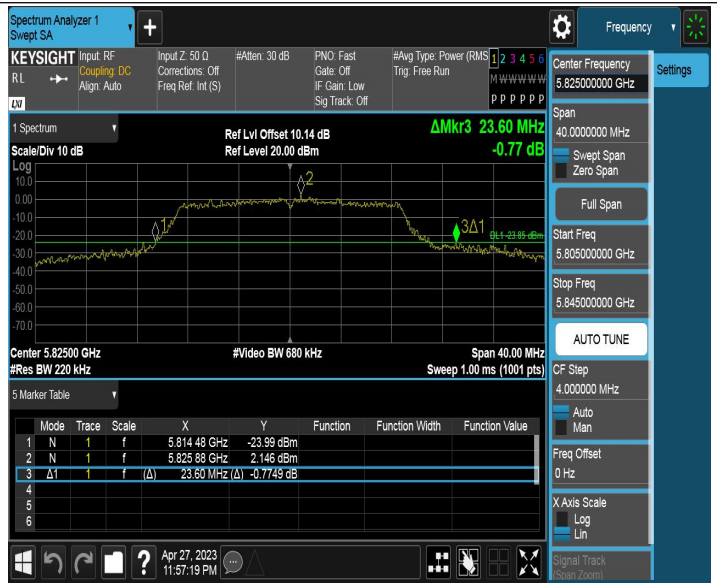 Spectrum Analyzer 1
Swept SA
Frequency
KEYSIGHT
RL
LXI
Input: RF
Coupling: DC
Align: Auto
Input Z: 50 Ω
Corrections: Off
Freq Ref: Int (S)
#Atten: 30 dB
PNO: Fast
Gate: Off
IF Gain: Low
Sig Track: Off
#Avg Type: Power (RMS
Trig: Free Run
1 2 3 4 5 6
M W W W W W
P P P P P P
Center Frequency
5.825000000 GHz
Settings
Span
40.0000000 MHz
Swept Span
Zero Span
Full Span
Start Freq
5.805000000 GHz
Stop Freq
5.845000000 GHz
AUTO TUNE
CF Step
4.000000 MHz
Auto
Man
Freq Offset
0 Hz
X Axis Scale
Log
Lin
Signal Track
(Span Zoom)
1 Spectrum
Scale/Div 10 dB
Ref Lvl Offset 10.14 dB
Ref Level 20.00 dBm
ΔMkr3 23.60 MHz
-0.77 dB
Log
10.0
0.00
-10.0
-20.0
-30.0
-40.0
-50.0
-60.0
-70.0
1
2
3Δ1
DL1 -23.85 dBm
Center 5.82500 GHz
#Video BW 680 kHz
Span 40.00 MHz
#Res BW 220 kHz
Sweep 1.00 ms (1001 pts)
5 Marker Table
Mode Trace Scale X Y Function Function Width Function Value
1 N 1 f 5.814 48 GHz -23.99 dBm
2 N 1 f 5.825 88 GHz 2.146 dBm
3 Δ1 1 f (Δ) 23.60 MHz (Δ) -0.7749 dB
4
5
6
?
Apr 27, 2023
11:57:19 PM